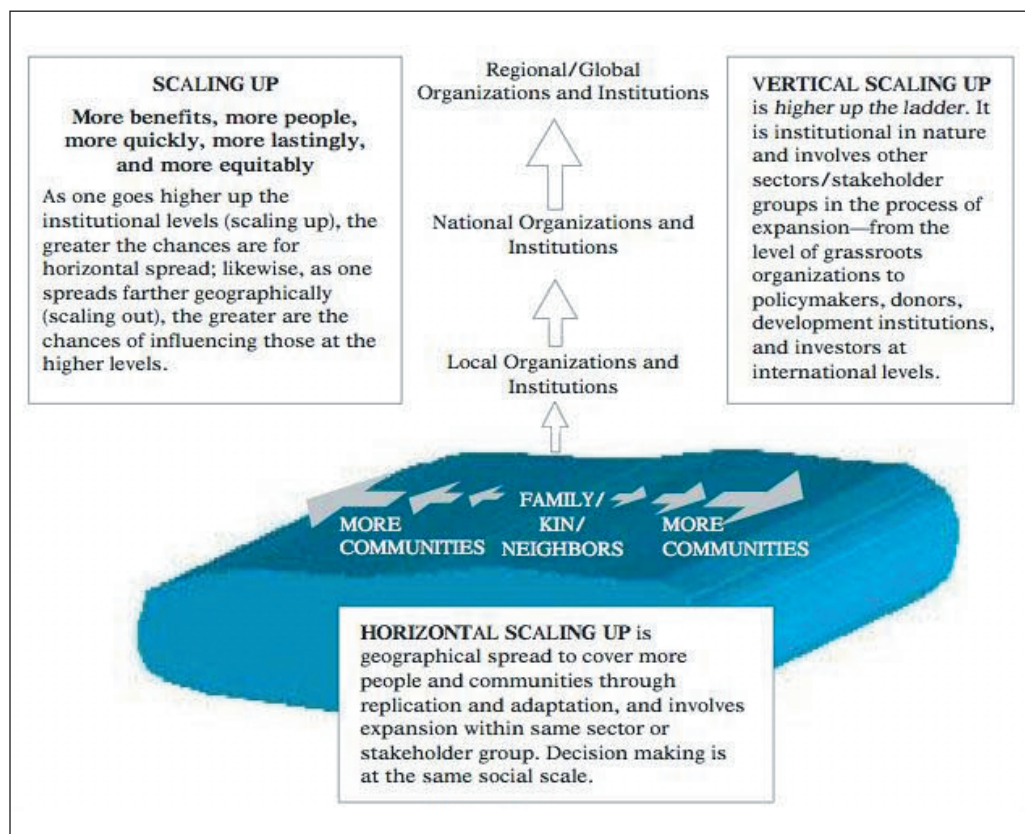 SCALING UP
More benefits, more people,
more quickly, more lastingly,
and more equitably
As one goes higher up the
institutional levels (scaling up), the
greater the chances are for
horizontal spread; likewise, as one
spreads farther geographically
(scaling out), the greater are the
chances of influencing those at the
higher levels.
Regional/Global
Organizations and Institutions
National Organizations and
Institutions
Local Organizations and
Institutions
VERTICAL SCALING UP
is higher up the ladder. It
is institutional in nature
and involves other
sectors/stakeholder
groups in the process of
expansion—from the
level of grassroots
organizations to
policymakers, donors,
development institutions,
and investors at
international levels.
MORE
COMMUNITIES
FAMILY/
KIN/
NEIGHBORS
MORE
COMMUNITIES
HORIZONTAL SCALING UP is
geographical spread to cover more
people and communities through
replication and adaptation, and involves
expansion within same sector or
stakeholder group. Decision making is
at the same social scale.